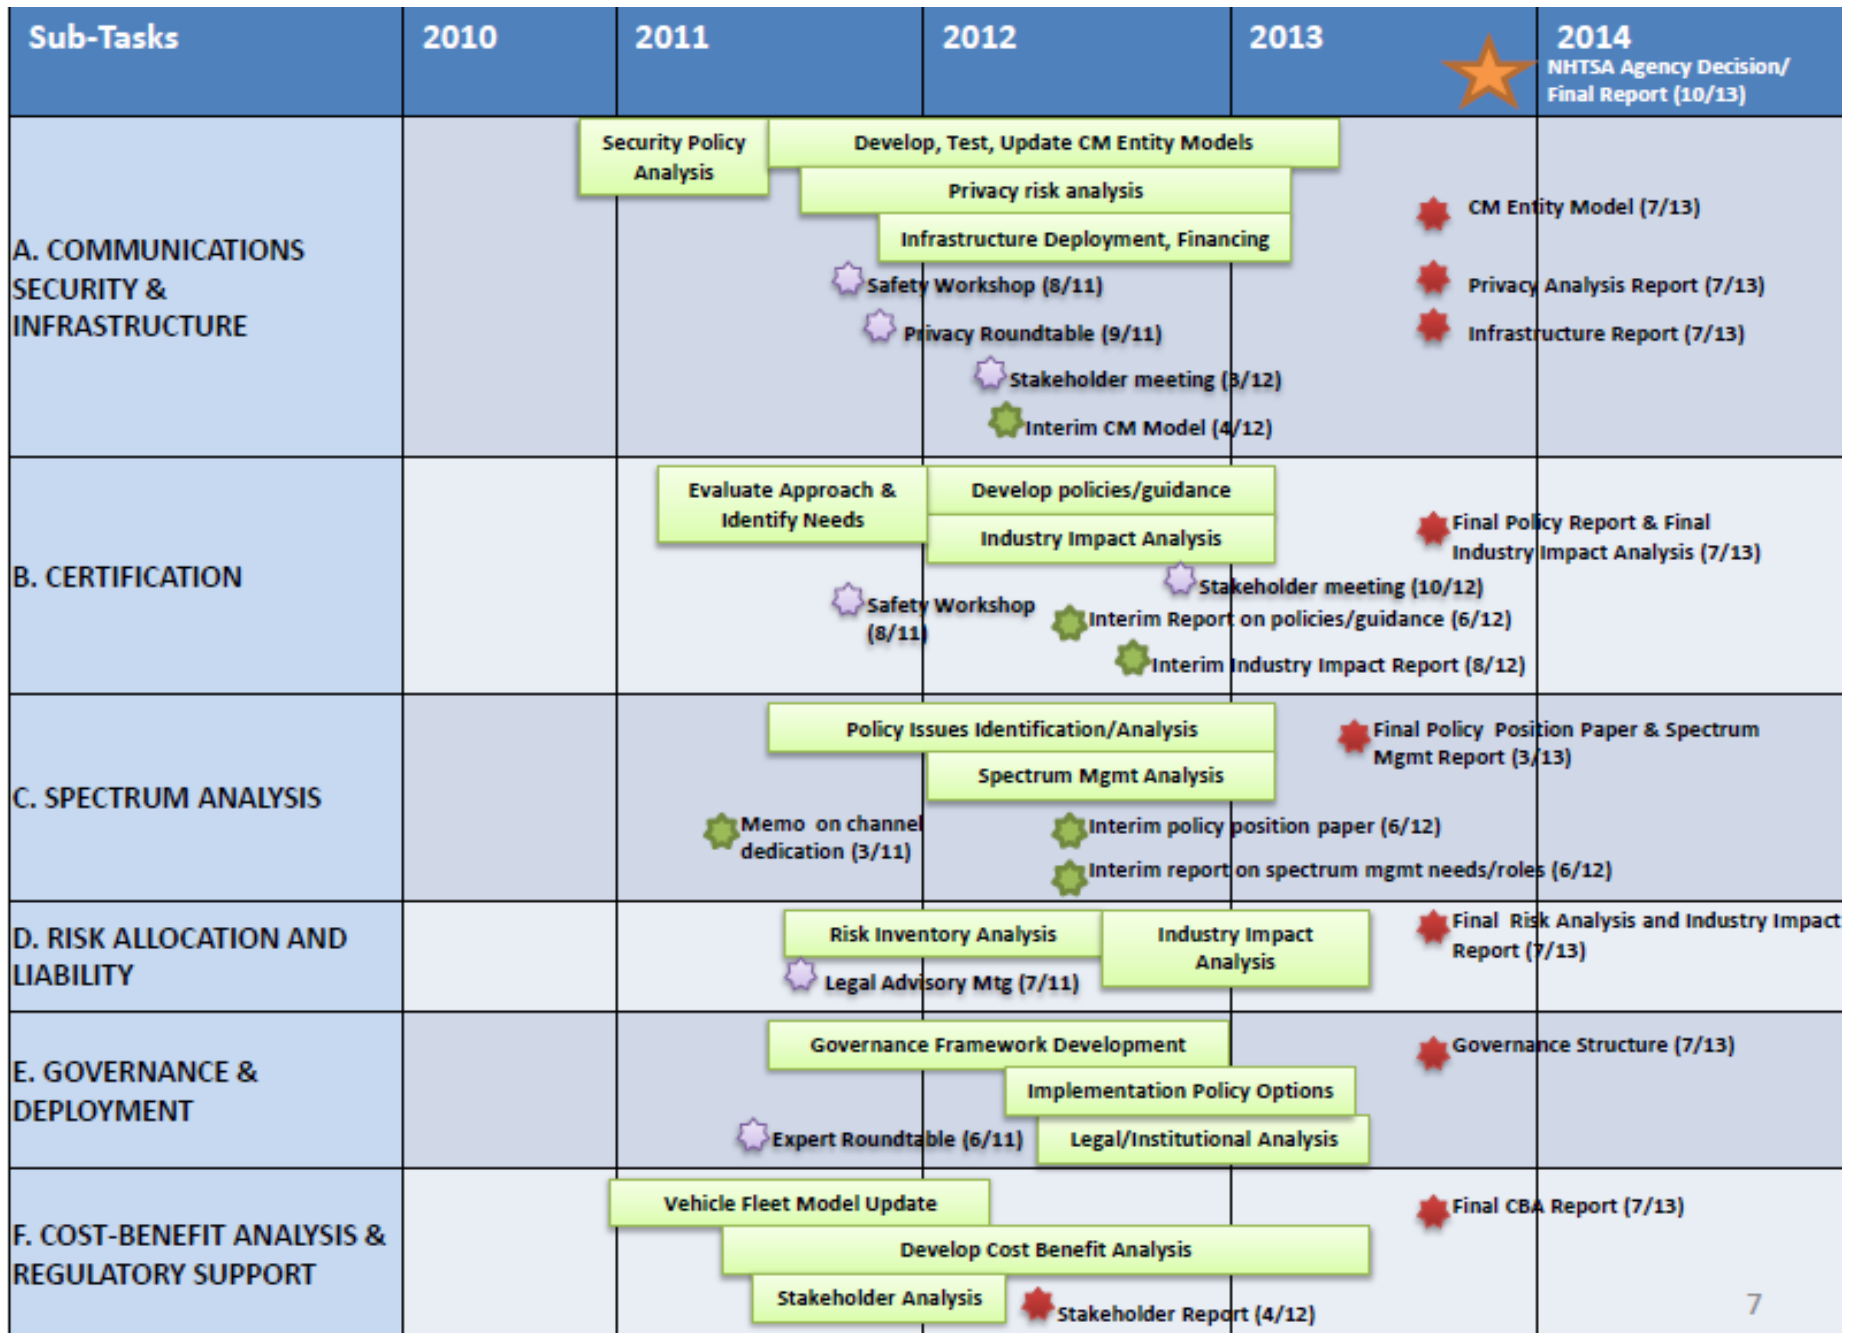 Sub-Tasks
2010
2011
2012
2013
2014
NHTSA Agency Decision/
Final Report (10/13)
A. COMMUNICATIONS
SECURITY &
INFRASTRUCTURE
Security Policy
Analysis
Develop, Test, Update CM Entity Models
Privacy risk analysis
Infrastructure Deployment, Financing
CM Entity Model (7/13)
Safety Workshop (8/11)
Privacy Analysis Report (7/13)
Privacy Roundtable (9/11)
Infrastructure Report (7/13)
Stakeholder meeting (3/12)
Interim CM Model (4/12)
B. CERTIFICATION
Evaluate Approach &
Identify Needs
Develop policies/guidance
Industry Impact Analysis
Final Policy Report & Final
Industry Impact Analysis (7/13)
Stakeholder meeting (10/12)
Safety Workshop
(8/11)
Interim Report on policies/guidance (6/12)
Interim Industry Impact Report (8/12)
C. SPECTRUM ANALYSIS
Policy Issues Identification/Analysis
Spectrum Mgmt Analysis
Final Policy Position Paper & Spectrum
Mgmt Report (3/13)
Memo on channel
dedication (3/11)
Interim policy position paper (6/12)
Interim report on spectrum mgmt needs/roles (6/12)
D. RISK ALLOCATION AND
LIABILITY
Risk Inventory Analysis
Industry Impact
Analysis
Final Risk Analysis and Industry Impact
Report (7/13)
Legal Advisory Mtg (7/11)
E. GOVERNANCE &
DEPLOYMENT
Governance Framework Development
Governance Structure (7/13)
Implementation Policy Options
Expert Roundtable (6/11)
Legal/Institutional Analysis
F. COST-BENEFIT ANALYSIS &
REGULATORY SUPPORT
Vehicle Fleet Model Update
Final CBA Report (7/13)
Develop Cost Benefit Analysis
Stakeholder Analysis
Stakeholder Report (4/12)
7